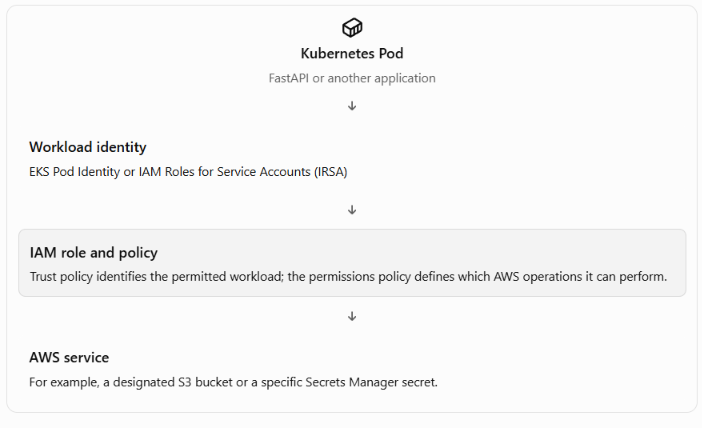 Kubernetes Pod
FastAPI or another application
Workload identity
EKS Pod Identity or IAM Roles for Service Accounts (IRSA)
IAM role and policy
Trust policy identifies the permitted workload; the permissions policy defines which AWS operations it can perform.
AWS service
For example, a designated S3 bucket or a specific Secrets Manager secret.